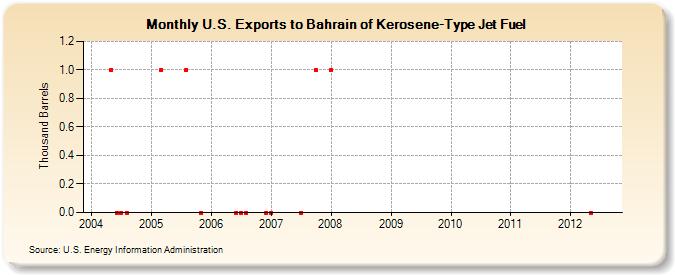 Monthly U.S. Exports to Bahrain of Kerosene-Type Jet Fuel
Thousand Barrels
1.2
1.0
0.8
0.6
0.4
0.2
0.0
2004 2005 2006 2007 2008 2009 2010 2011 2012
Source: U.S. Energy Information Administration